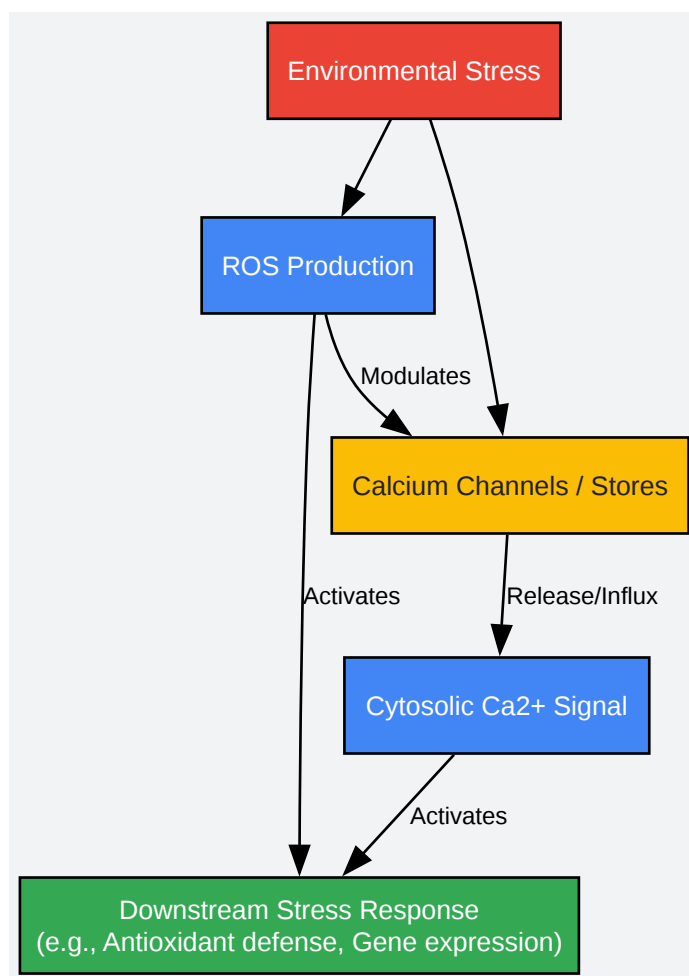 Environmental Stress
ROS Production
Modulates
Calcium Channels / Stores
Activates
Release/Influx
Cytosolic Ca2+ Signal
Activates
Downstream Stress Response
(e.g., Antioxidant defense, Gene expression)